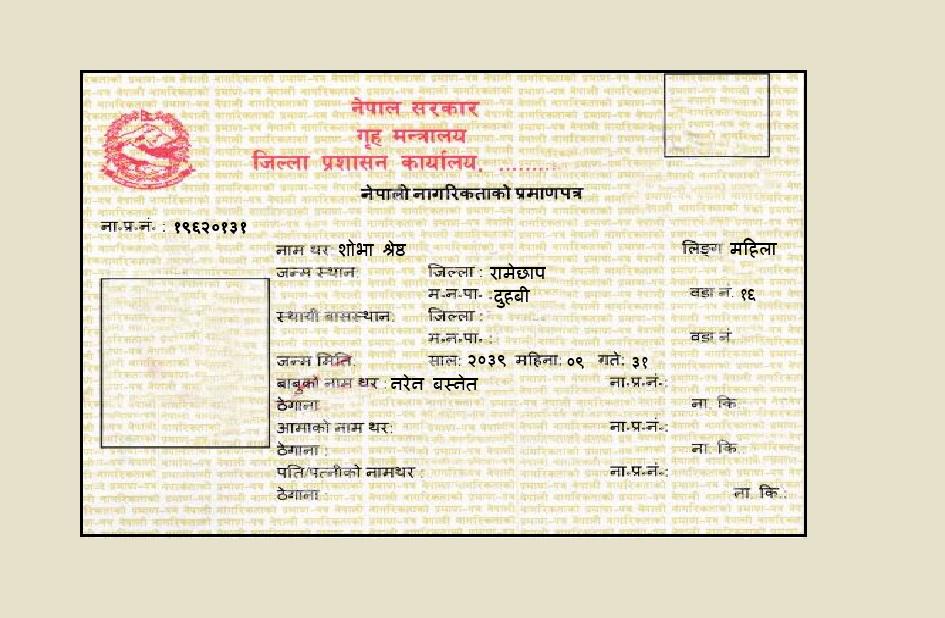 नेपाल सरकार
गृह मन्त्रालय
जिल्ला प्रशासन कार्यालय, .........
नेपाली नागरिकताको प्रमाणपत्र
ना.प्र.नं. : १९६२०१३१
नाम थर: शोभा श्रेष्ठ लिङ्ग महिला
जन्म स्थान: जिल्ला : रामेछाप
म.न.पा. :दुहबी वडा नं. १६
स्थायी बासस्थान: जिल्ला :
म.न.पा. : वडा नं
जन्म मिति: साल: २०३९ महिना: ०९ गते: ३१
बाबुको नाम थर : नरेन बस्नेत ना.प्र.नं.:
ठेगाना ना. कि.
आमाको नाम थर: ना.प्र.नं.:
ठेगाना : ना. कि.
पति/पत्नीको नामथर : ना.प्र.नं.:
ठेगाना : ना. कि.: